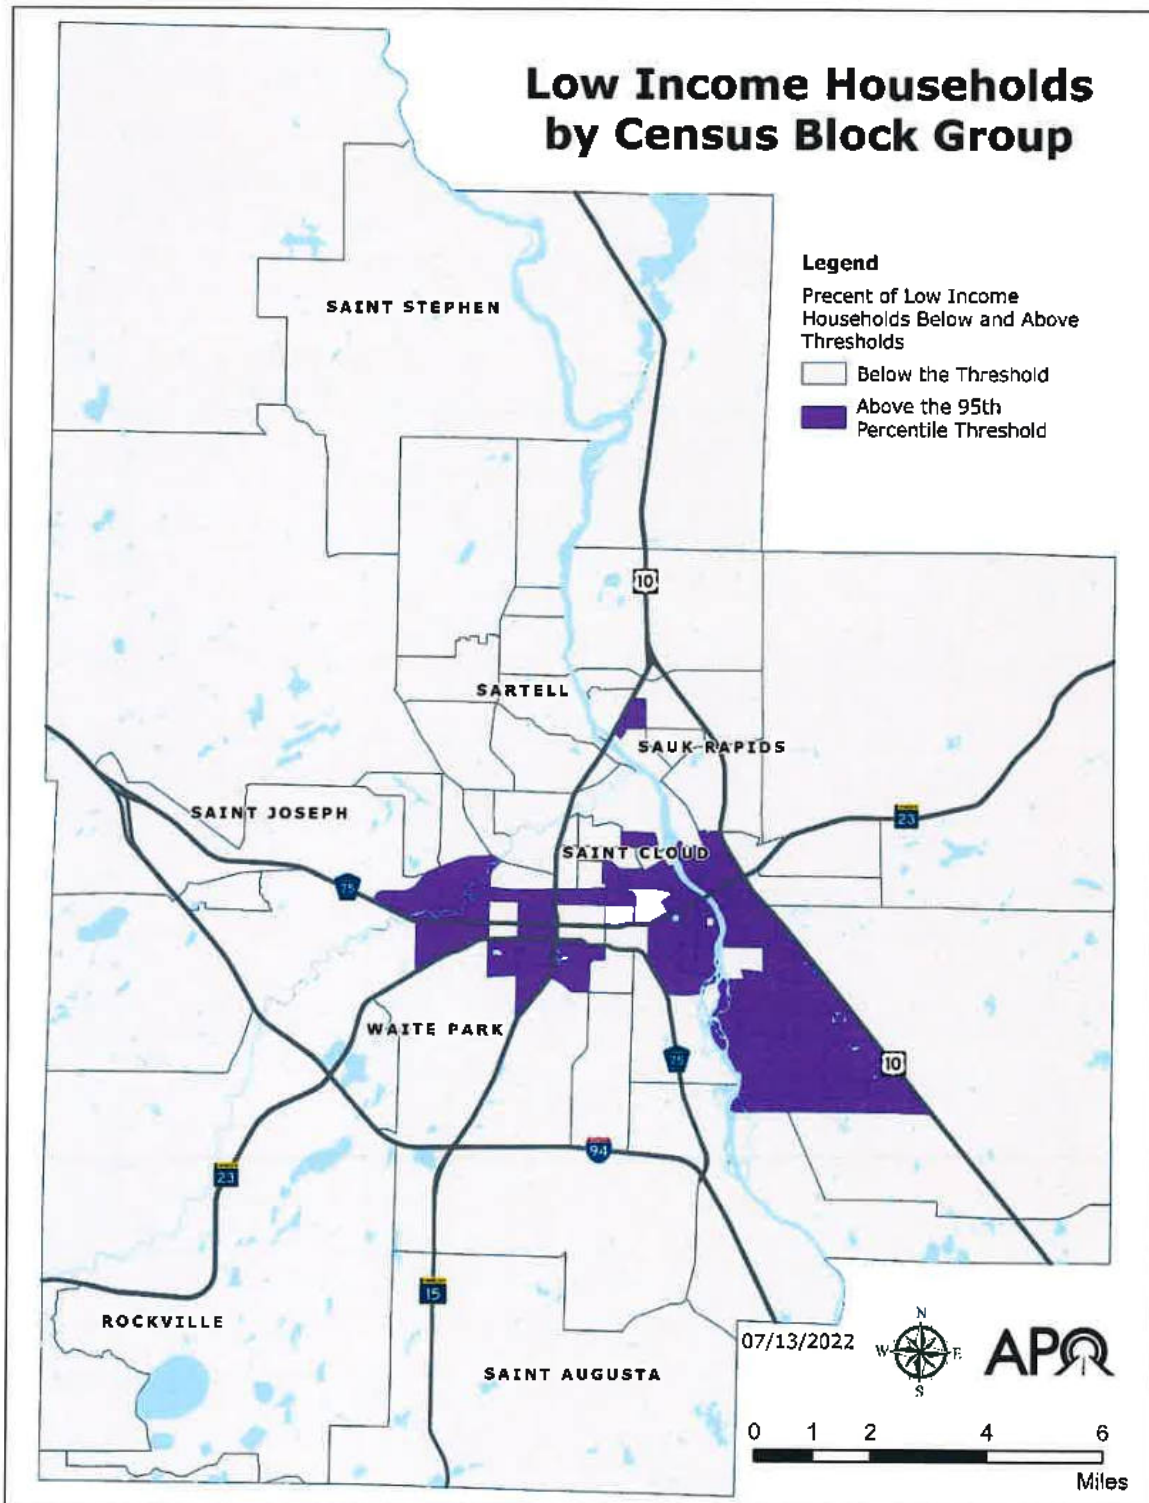 Low Income Households
by Census Block Group
Legend
Precent of Low Income
Households Below and Above
Thresholds
Below the Threshold
Above the 95th
Percentile Threshold
SAINT STEPHEN
10
SARTELL
SAUK RAPIDS
SAINT JOSEPH
23
SAINT CLOUD
75
WAITE PARK
75
10
94
23
15
ROCKVILLE
SAINT AUGUSTA
07/13/2022
N
W E
S
APO
0 1 2 4 6
Miles